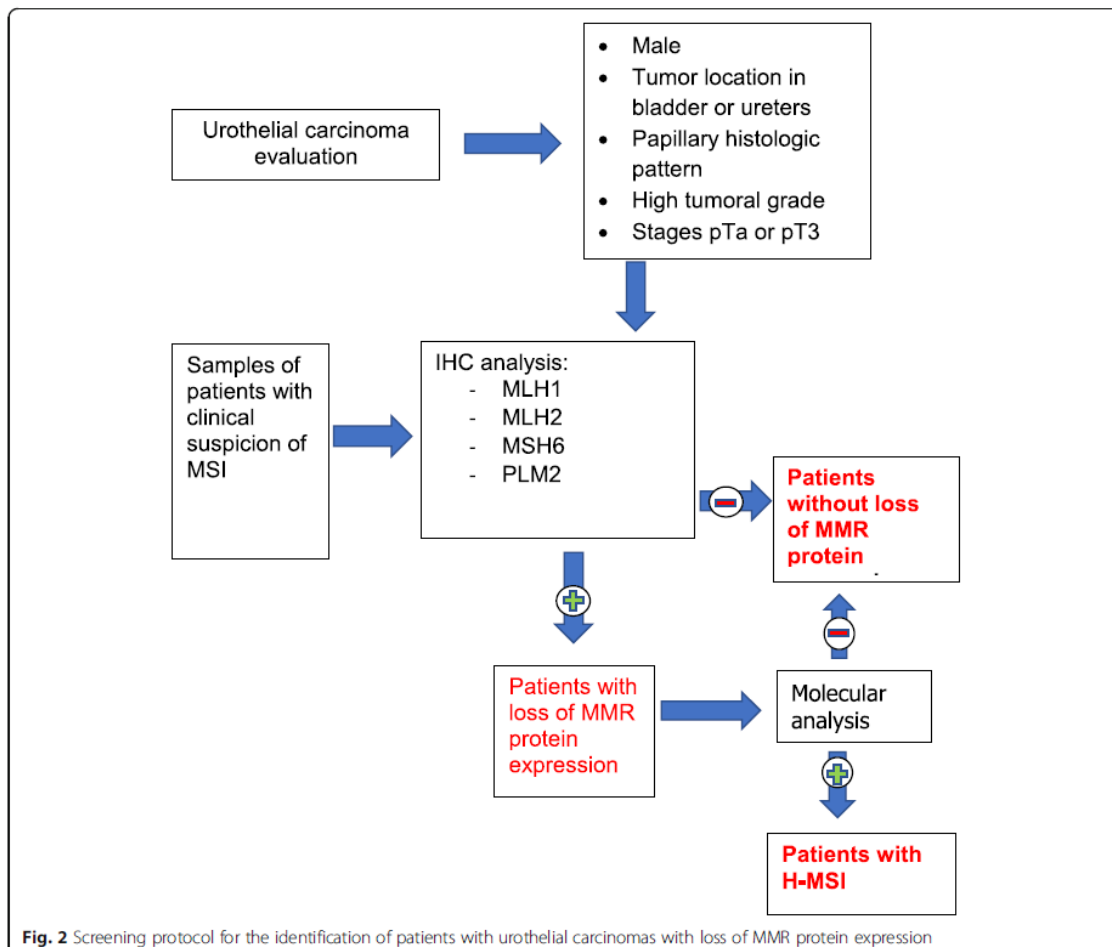 Urothelial carcinoma
evaluation
• Male
• Tumor location in
bladder or ureters
• Papillary histologic
pattern
• High tumoral grade
• Stages pTa or pT3
Samples of
patients with
clinical
suspicion of
MSI
IHC analysis:
- MLH1
- MLH2
- MSH6
- PLM2
Patients
without loss
of MMR
protein
Patients with
loss of MMR
protein
expression
Molecular
analysis
Patients with
H-MSI
Fig. 2 Screening protocol for the identification of patients with urothelial carcinomas with loss of MMR protein expression